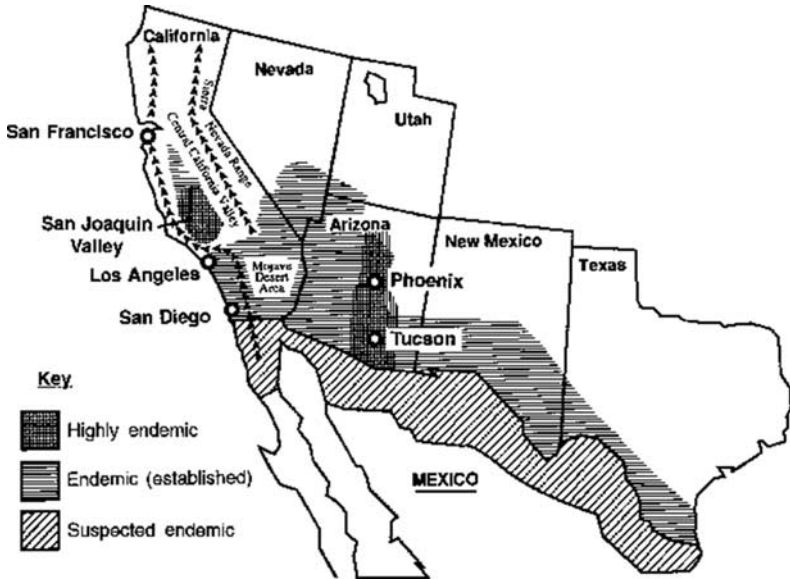 California
Nevada
Utah
San Francisco
Sierra
Nevada Range
Central California Valley
San Joaquin
Valley
Arizona
New Mexico
Texas
Los Angeles
Mojave
Desert
Area
Phoenix
San Diego
Tucson
Key
Highly endemic
Endemic (established)
MEXICO
Suspected endemic